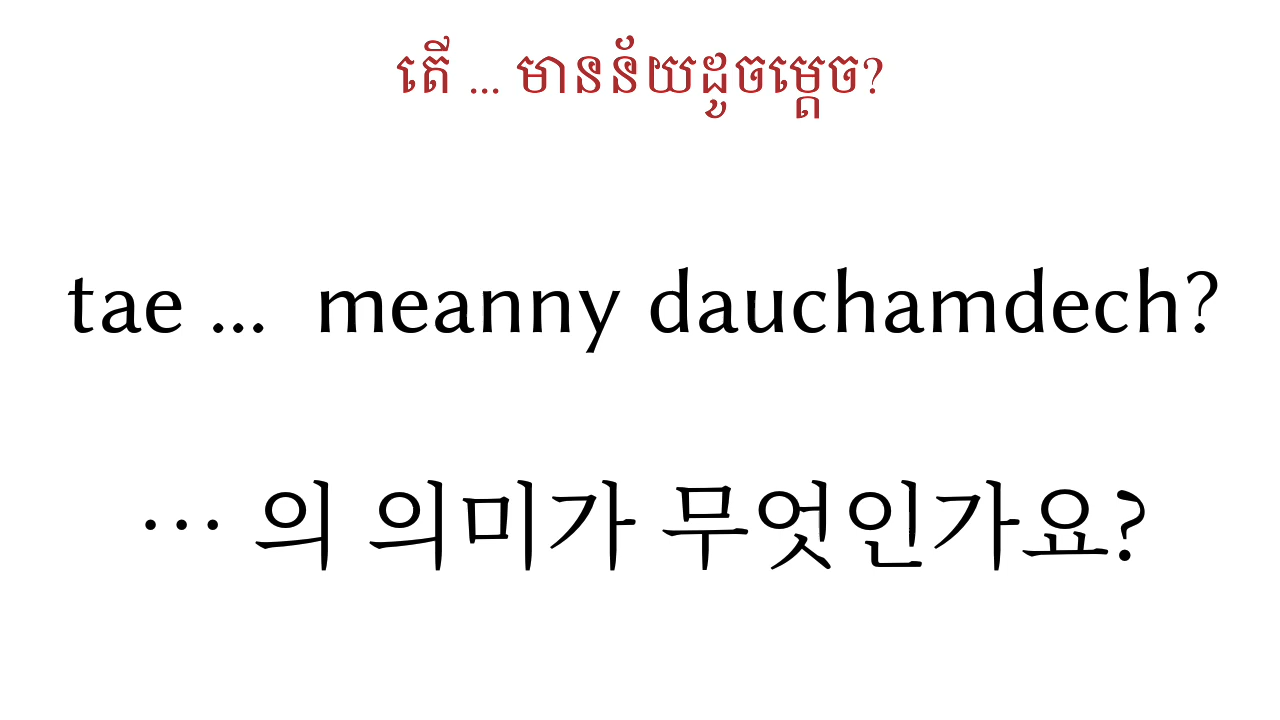 តើ ... មានន័យដូចម្ដេច?
tae ... meanny dauchamdech?
… 의 의미가 무엇인가요?